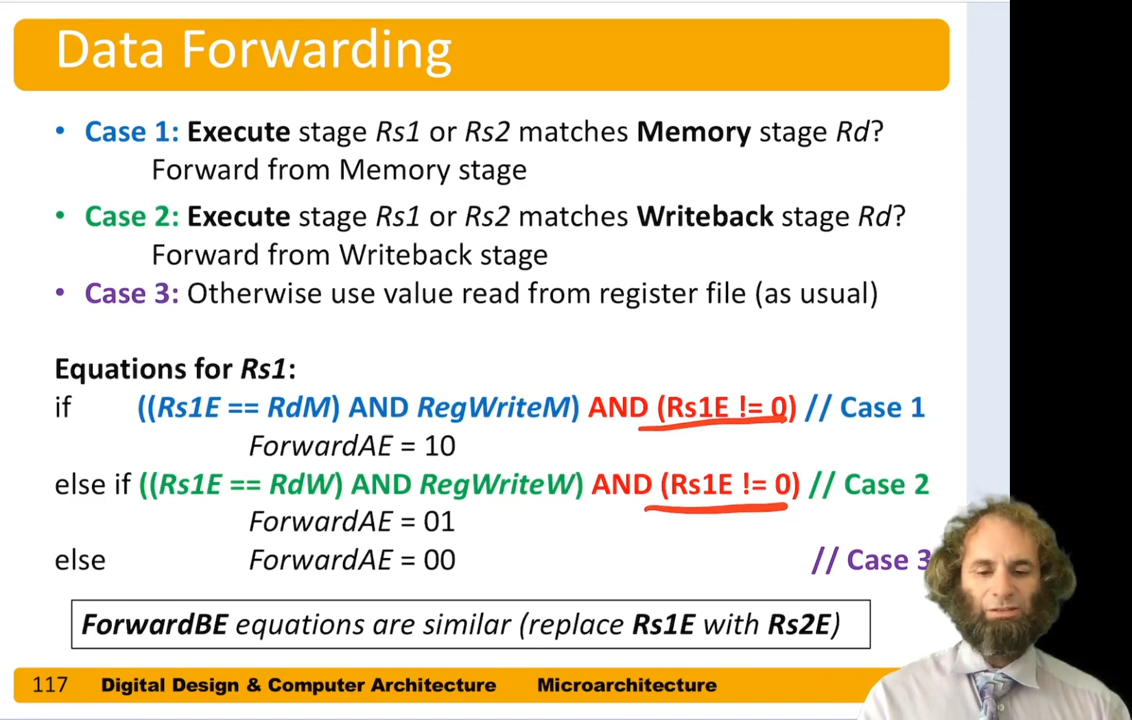 Data Forwarding
• Case 1: Execute stage Rs1 or Rs2 matches Memory stage Rd?
Forward from Memory stage
• Case 2: Execute stage Rs1 or Rs2 matches Writeback stage Rd?
Forward from Writeback stage
• Case 3: Otherwise use value read from register file (as usual)
Equations for Rs1:
if ((Rs1E == RdM) AND RegWriteM) AND (Rs1E != 0) // Case 1
ForwardAE = 10
else if ((Rs1E == RdW) AND RegWriteW) AND (Rs1E != 0) // Case 2
ForwardAE = 01
else ForwardAE = 00 // Case 3
ForwardBE equations are similar (replace Rs1E with Rs2E)
117 Digital Design & Computer Architecture Microarchitecture